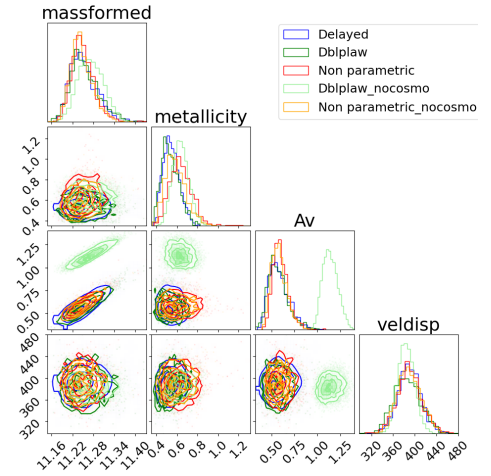 massformed
Delayed
Dblplaw
Non parametric
Dblplaw_nocosmo
Non parametric_nocosmo
metallicity
1.2
1.0
0.8
0.6
0.4
Av
1.25
1.00
0.75
0.50
veldisp
480
440
400
360
320
11.16 11.22 11.28 11.34 11.40
0.4 0.6 0.8 1.0 1.2
0.50 0.75 1.00 1.25
320 360 400 440 480